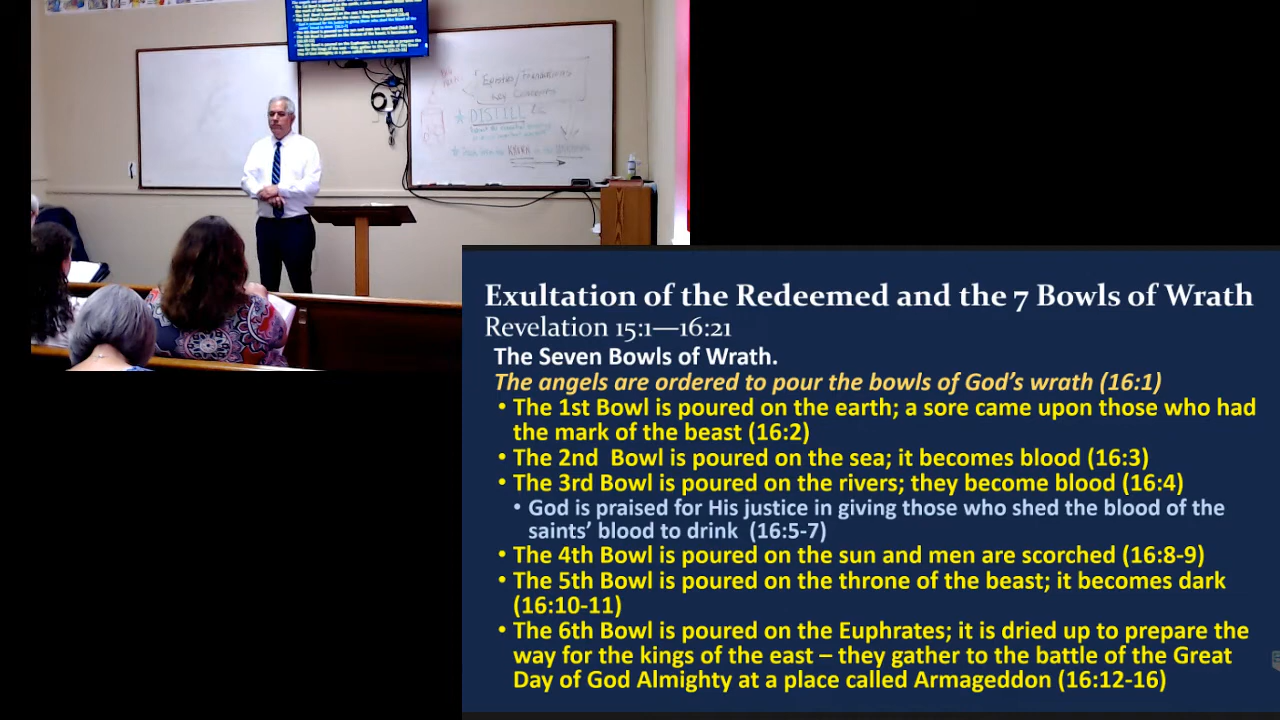 Epistles/Translations
Key Concerns
DISTILL
Exultation of the Redeemed and the 7 Bowls of Wrath
Revelation 15:1—16:21
The Seven Bowls of Wrath.
The angels are ordered to pour the bowls of God's wrath (16:1)
• The 1st Bowl is poured on the earth; a sore came upon those who had
the mark of the beast (16:2)
• The 2nd  Bowl is poured on the sea; it becomes blood (16:3)
• The 3rd Bowl is poured on the rivers; they become blood (16:4)
• God is praised for His justice in giving those who shed the blood of the
saints' blood to drink  (16:5-7)
• The 4th Bowl is poured on the sun and men are scorched (16:8-9)
• The 5th Bowl is poured on the throne of the beast; it becomes dark
(16:10-11)
• The 6th Bowl is poured on the Euphrates; it is dried up to prepare the
way for the kings of the east – they gather to the battle of the Great
Day of God Almighty at a place called Armageddon (16:12-16)